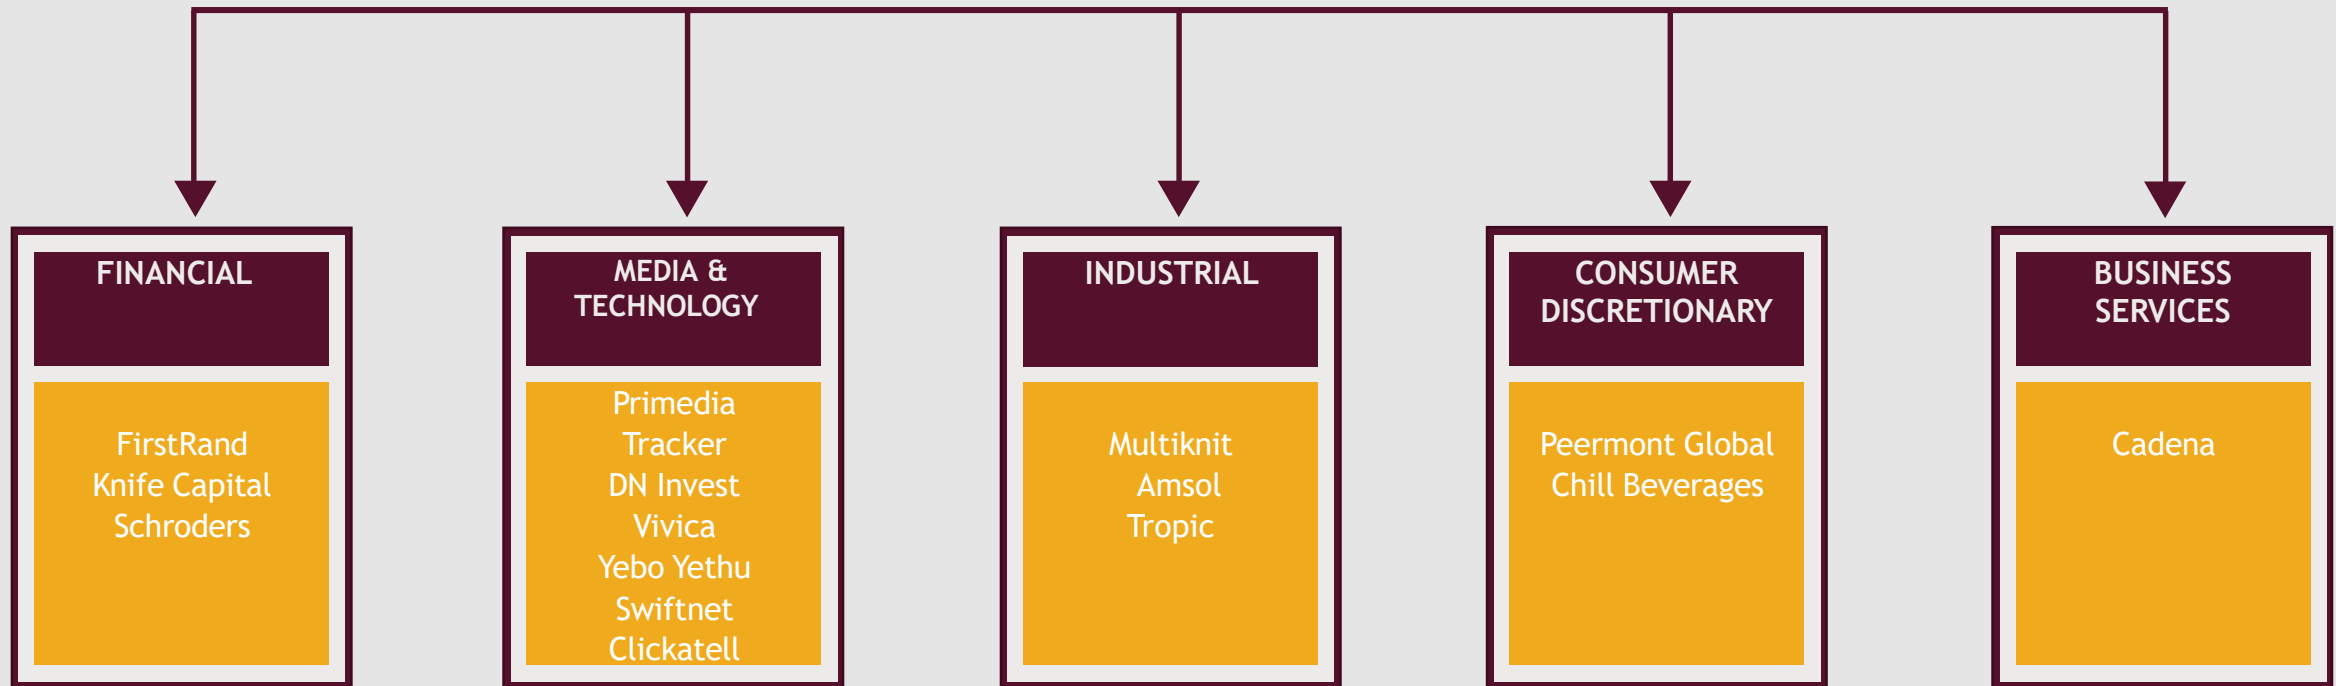 FINANCIAL
FirstRand
Knife Capital
Schroders
MEDIA &
TECHNOLOGY
Primedia
Tracker
DN Invest
Vivica
Yebo Yethu
Swiftnet
Clickatell
INDUSTRIAL
Multiknit
Amsol
Tropic
CONSUMER
DISCRETIONARY
Peermont Global
Chill Beverages
BUSINESS
SERVICES
Cadena